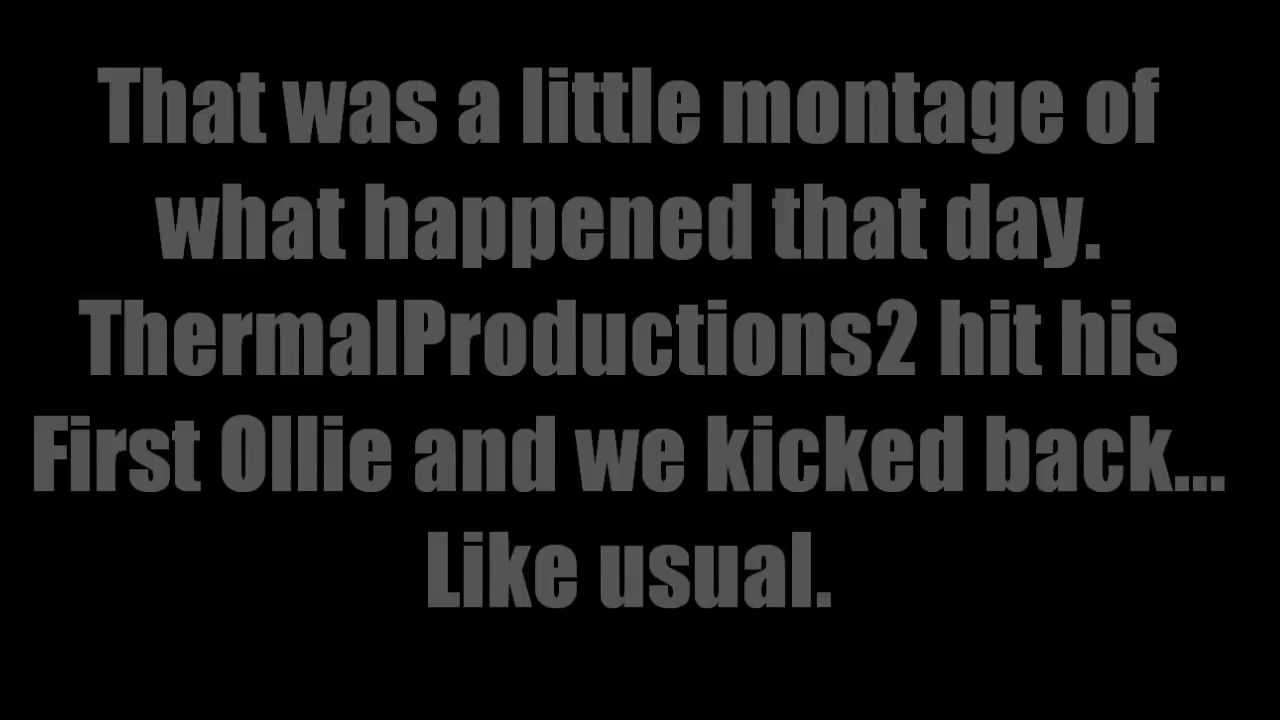 That was a little montage of
what happened that day.
ThermalProductions2 hit his
First Ollie and we kicked back...
Like usual.